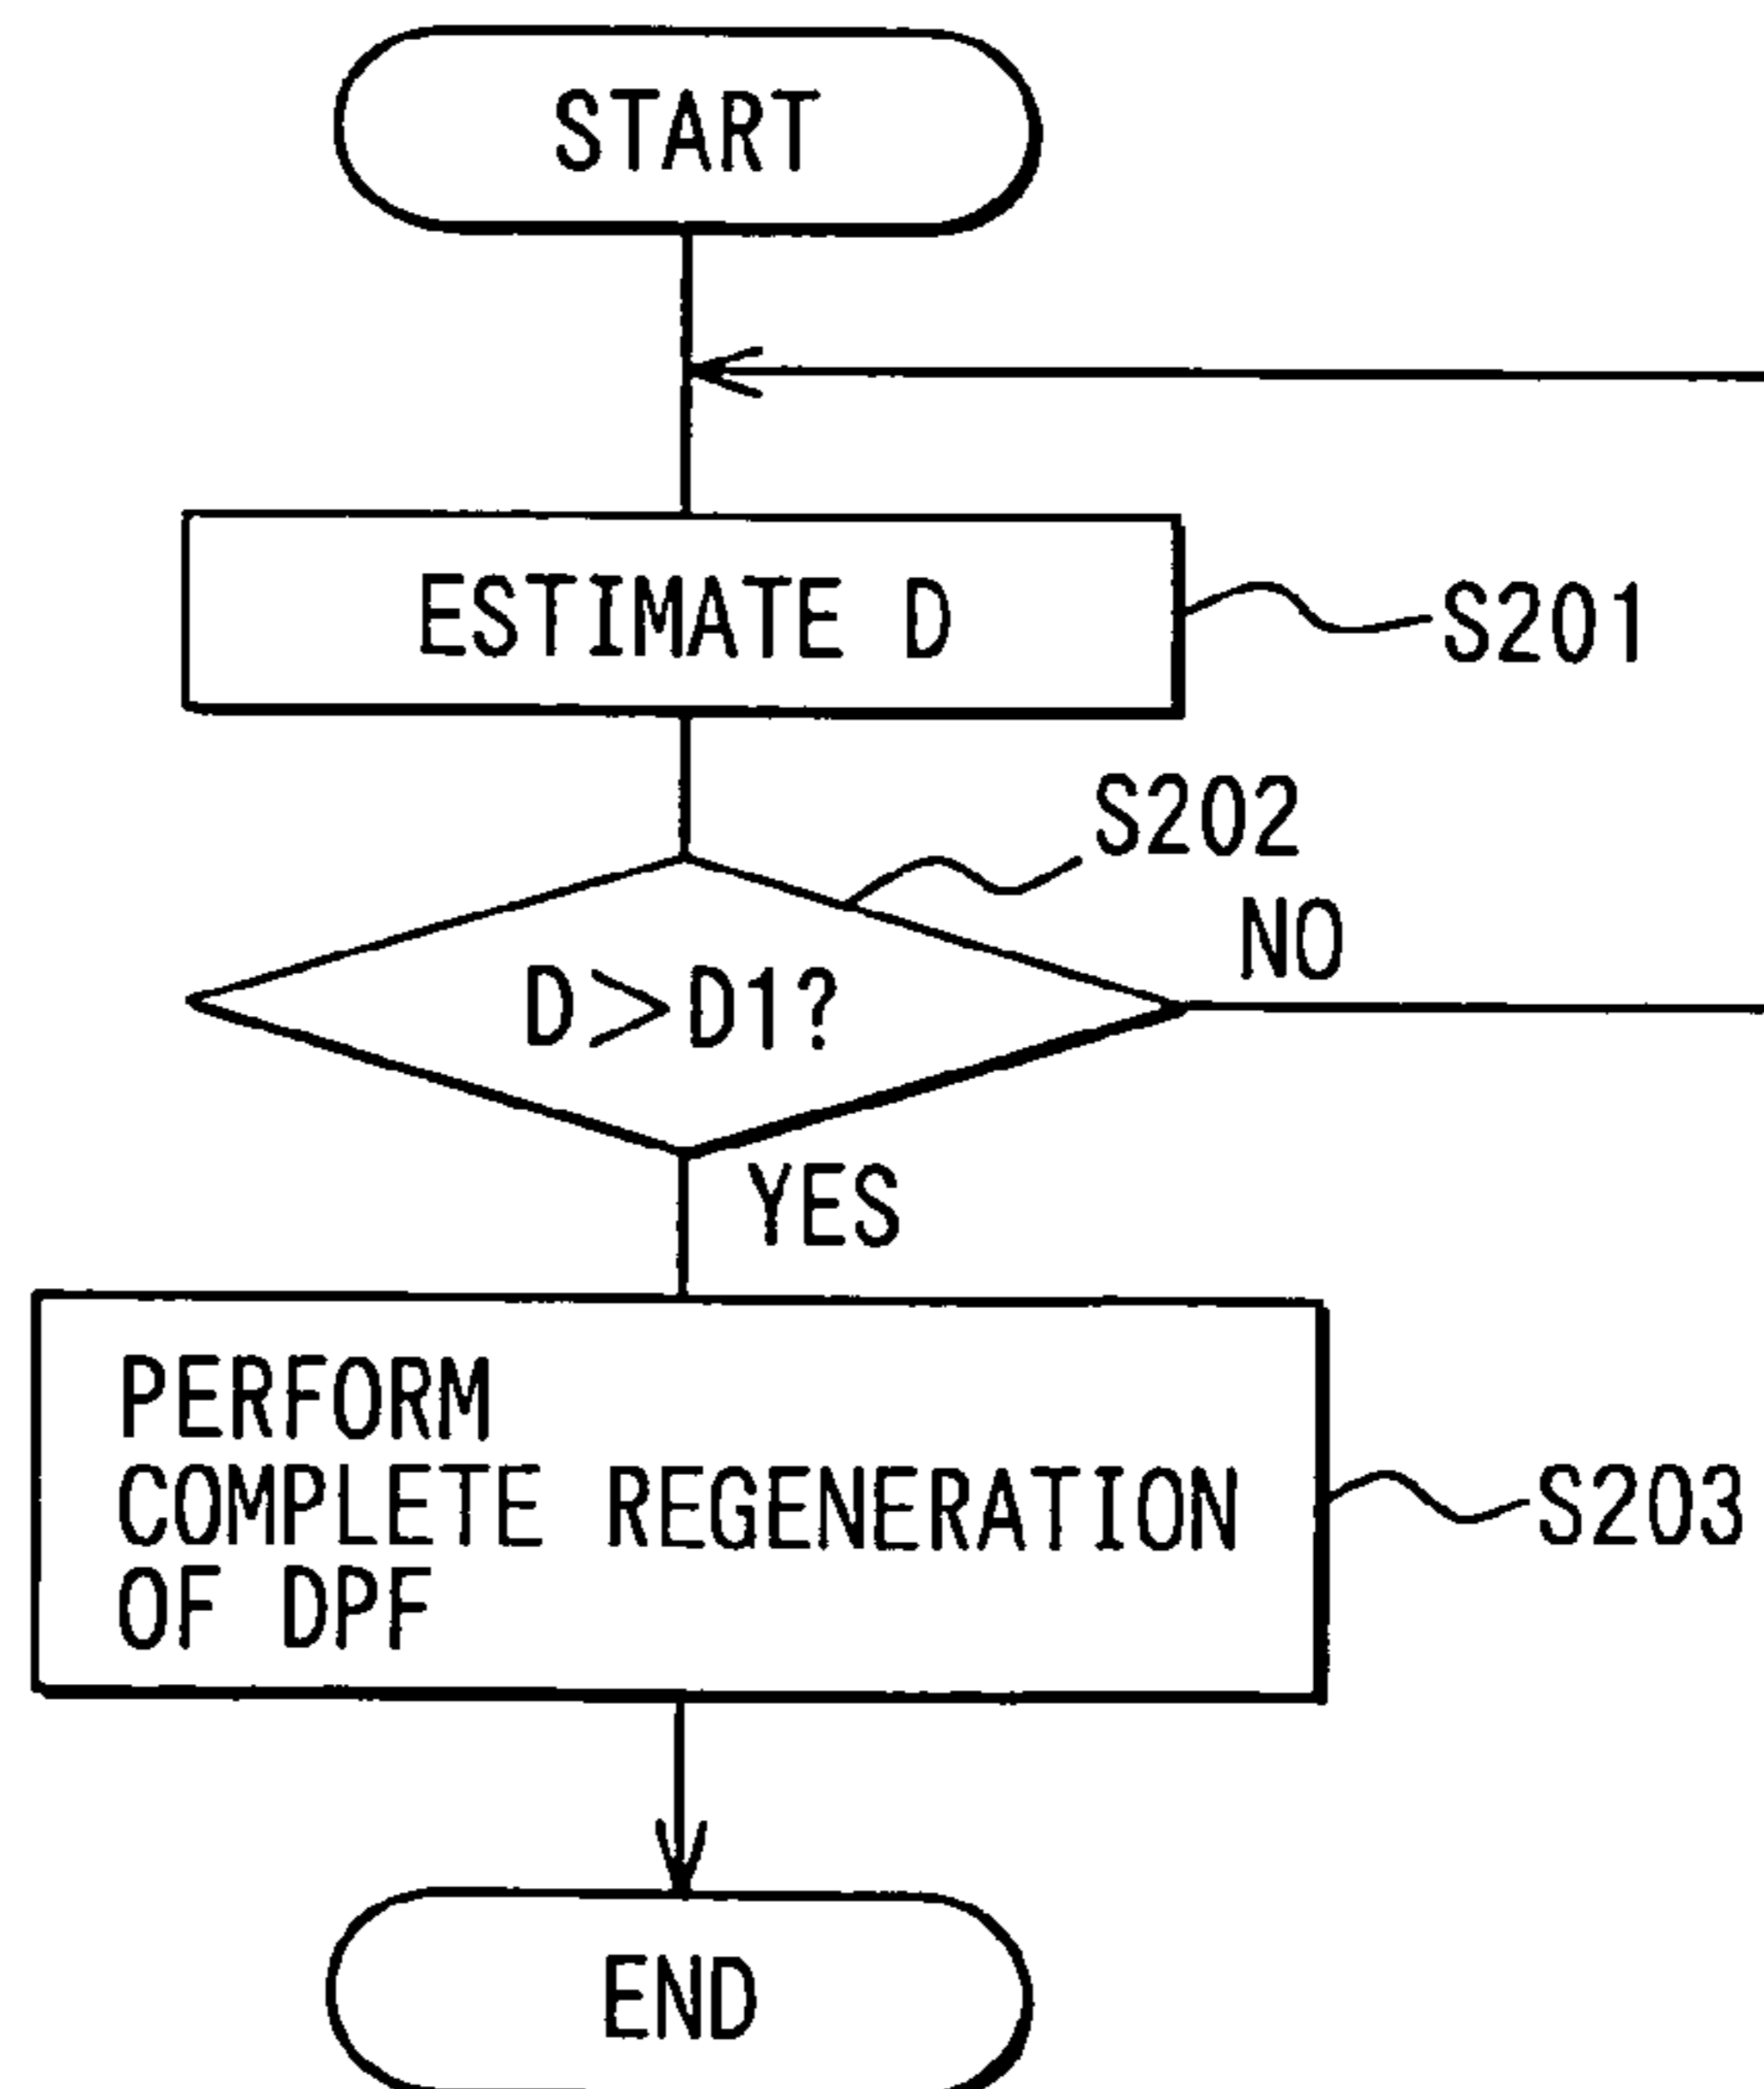 START
ESTIMATE D
S201
S202
D>D1?
NO
YES
PERFORM
COMPLETE REGENERATION
OF DPF
S203
END